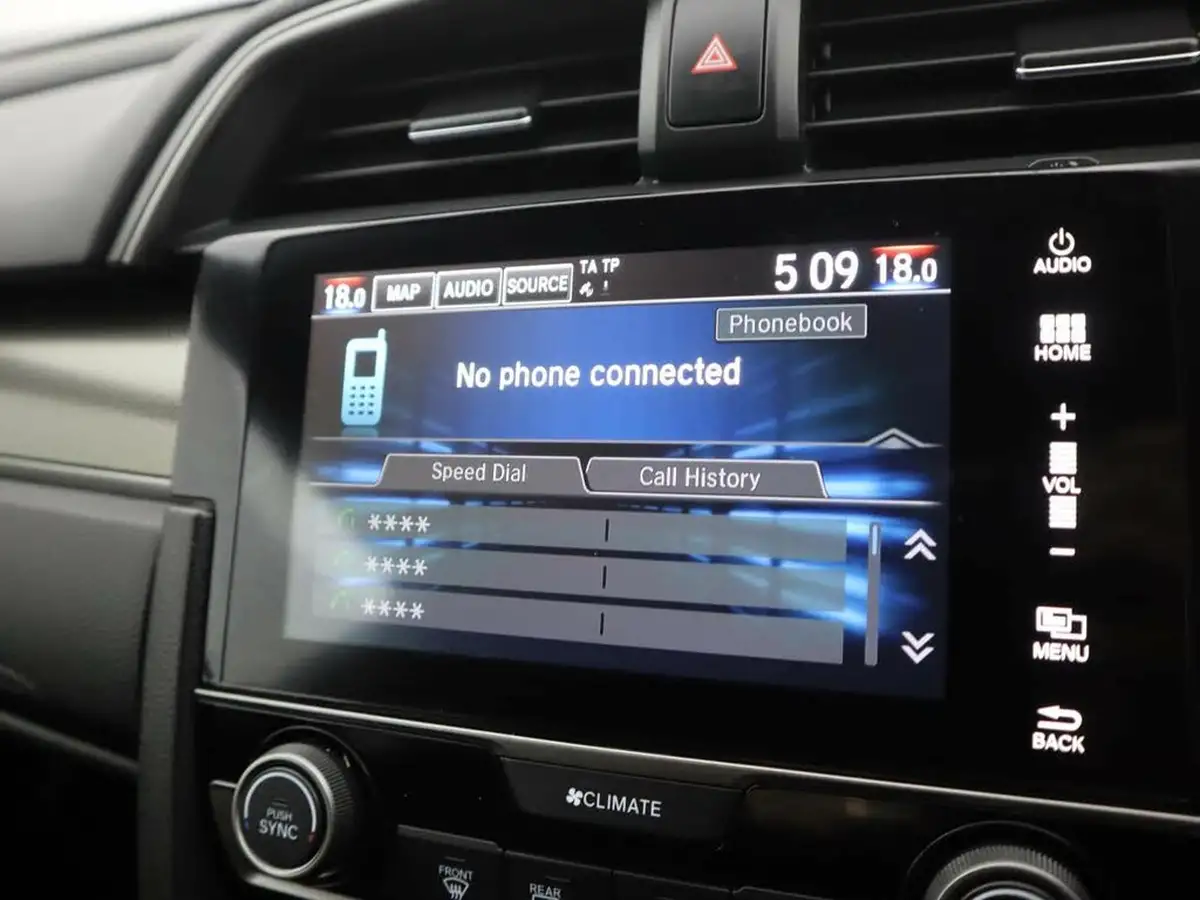 18.0 MAP AUDIO SOURCE TA TP 5 09 18.0
Phonebook
No phone connected
Speed Dial Call History
****
****
****
AUDIO
HOME
+
VOL
−
MENU
BACK
PUSH
SYNC
CLIMATE
FRONT
REAR